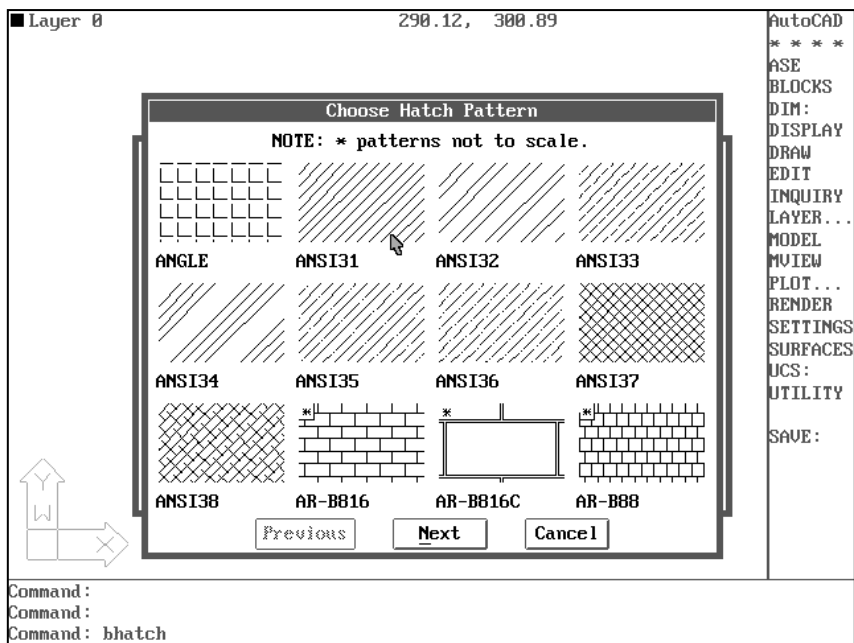 Layer 0 290.12, 300.89
AutoCAD
* * * *
ASE
BLOCKS
DIM:
DISPLAY
DRAW
EDIT
INQUIRY
LAYER...
MODEL
MVIEW
PLOT...
RENDER
SETTINGS
SURFACES
UCS:
UTILITY
SAVE:
Choose Hatch Pattern
NOTE: * patterns not to scale.
ANGLE ANSI31 ANSI32 ANSI33
ANSI34 ANSI35 ANSI36 ANSI37
* * *
ANSI38 AR-B816 AR-B816C AR-B88
Previous Next Cancel
Y
W
X
Command:
Command:
Command: bhatch